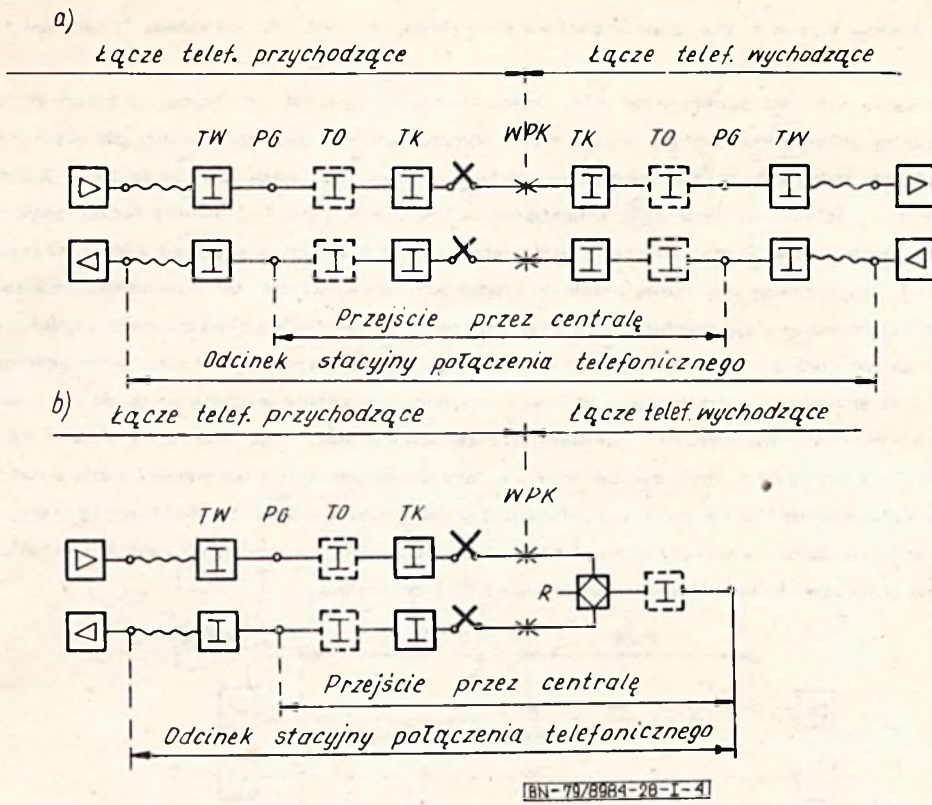 a)
Łącze telef. przychodzące Łącze telef. wychodzące
TW PG TO TK WPK TK TO PG TW
Przejście przez centralę
Odcinek stacyjny połączenia telefonicznego
b)
Łącze telef. przychodzące Łącze telef. wychodzące
WPK
TW PG TO TK
R
Przejście przez centralę
Odcinek stacyjny połączenia telefonicznego
BN-79/8984-28-I-4